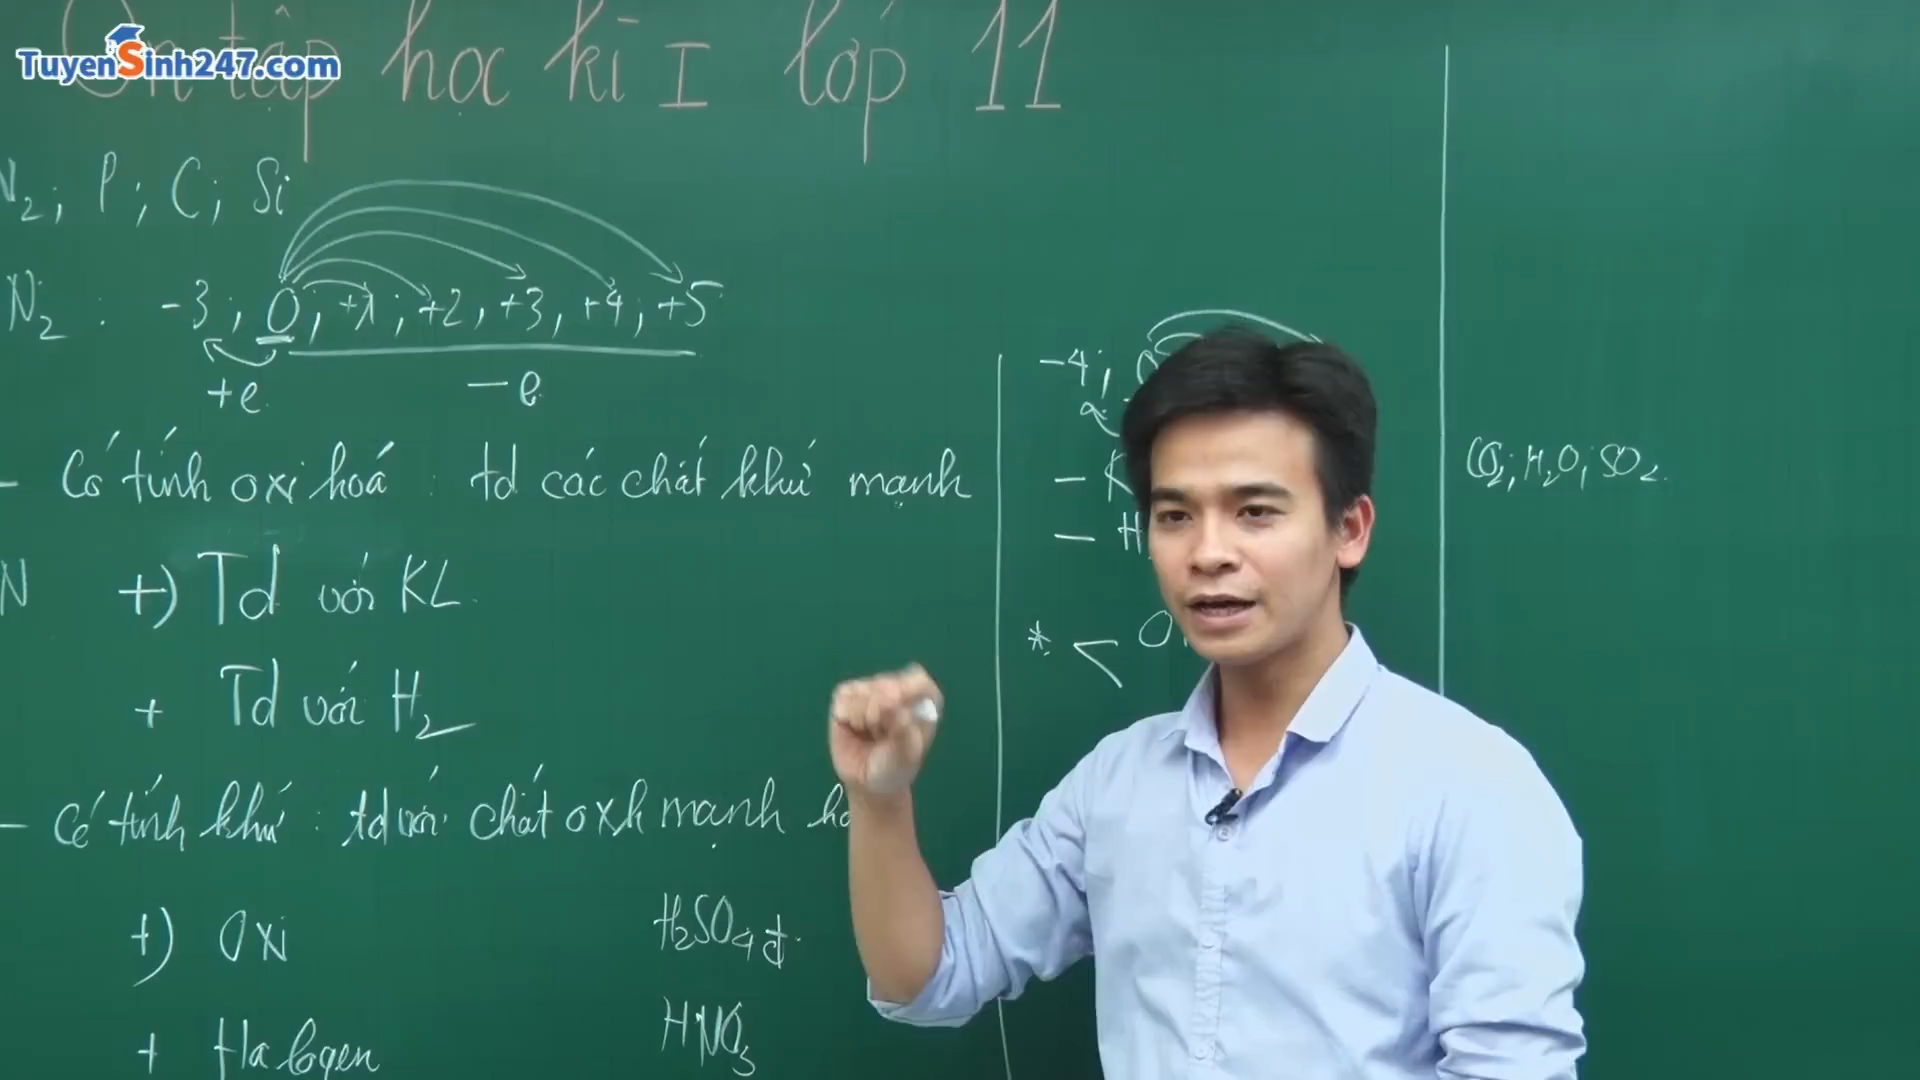 TuyenSinh247.com
Ôn tập học kì I lớp 11
N2; P; C; Si
N2 : -3; 0; +1; +2, +3, +4; +5
+e - e
- Có tính oxi hoá : td các chất khử mạnh
N +) Td với KL.
+ Td với H2
- Có tính khử : td với chất oxh mạnh
+) Oxi H2SO4 đ.
+ Halogen HNO3
-4;
- K
- H
*
CO2; H2O; SO2.